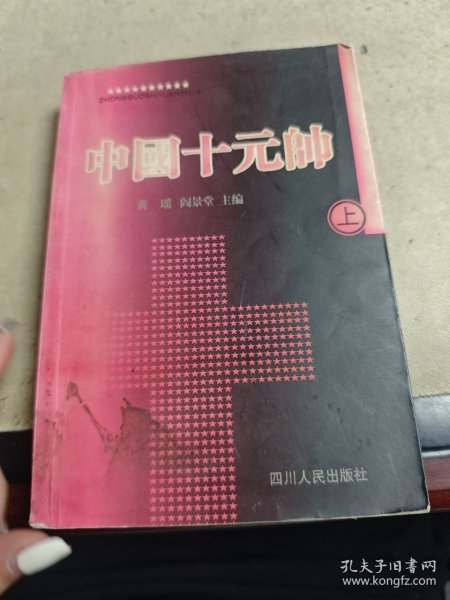 ZHONGGUOSHIYUANSHUAI
中國十元帥
黄瑶 阎景堂 主编
上
四川人民出版社
孔夫子旧书网
www.kongfz.com